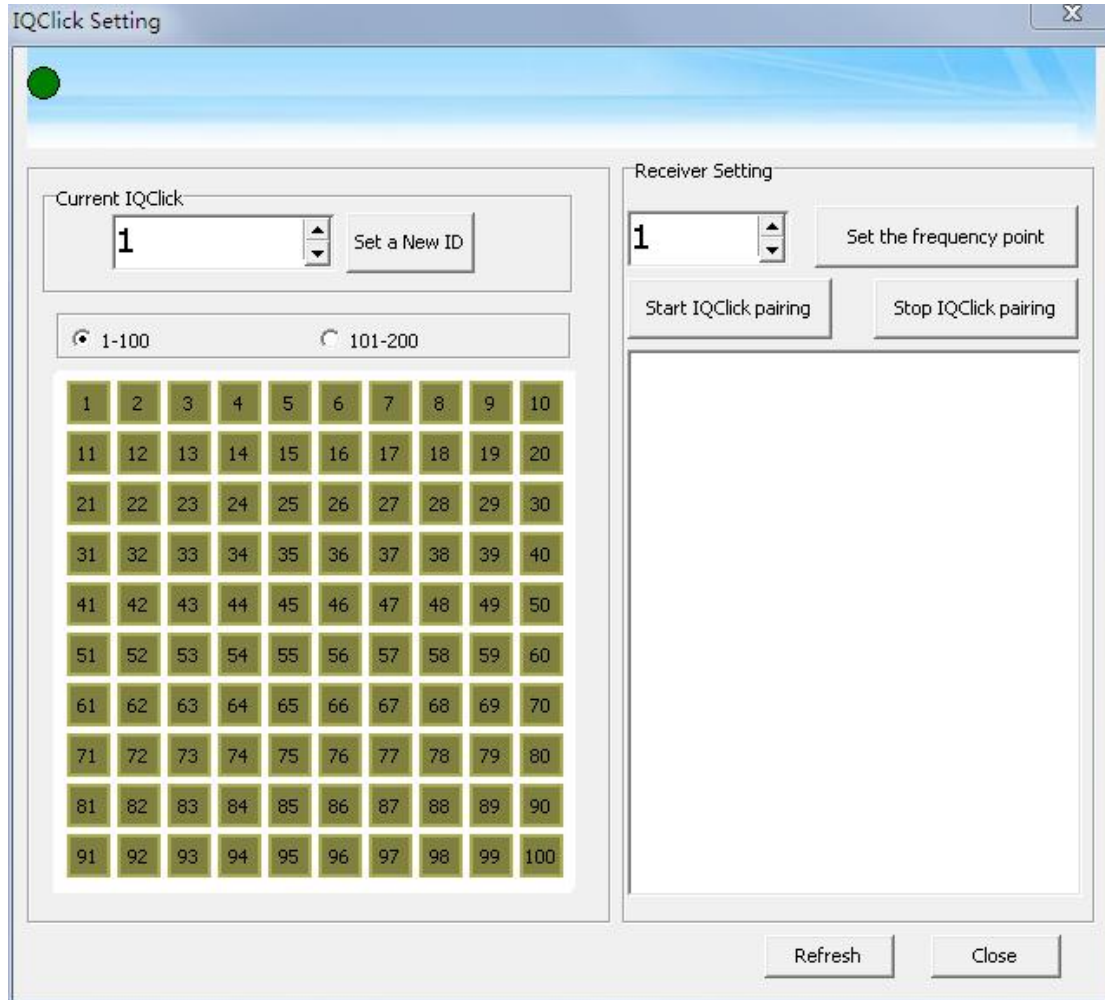 IQClick Setting
Current IQClick
1
Set a New ID
1-100
101-200
1 2 3 4 5 6 7 8 9 10
11 12 13 14 15 16 17 18 19 20
21 22 23 24 25 26 27 28 29 30
31 32 33 34 35 36 37 38 39 40
41 42 43 44 45 46 47 48 49 50
51 52 53 54 55 56 57 58 59 60
61 62 63 64 65 66 67 68 69 70
71 72 73 74 75 76 77 78 79 80
81 82 83 84 85 86 87 88 89 90
91 92 93 94 95 96 97 98 99 100
Receiver Setting
1
Set the frequency point
Start IQClick pairing
Stop IQClick pairing
Refresh
Close